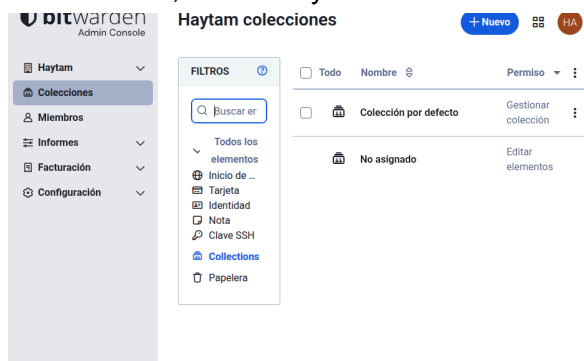 bitwarden
Admin Console
Haytam colecciones
+ Nuevo
HA
Haytam
Colecciones
Miembros
Informes
Facturación
Configuración
FILTROS
Buscar er
Todos los
elementos
Inicio de ...
Tarjeta
Identidad
Nota
Clave SSH
Collections
Papelera
Todo Nombre Permiso
Colección por defecto Gestionar
colección
No asignado Editar
elementos